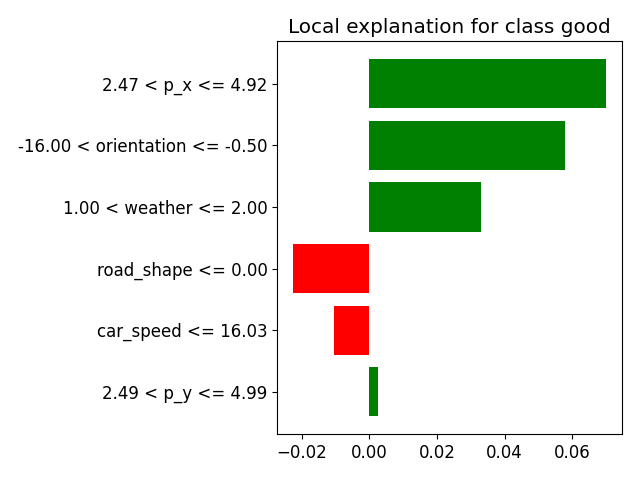 Local explanation for class good
2.47 < p_x <= 4.92
-16.00 < orientation <= -0.50
1.00 < weather <= 2.00
road_shape <= 0.00
car_speed <= 16.03
2.49 < p_y <= 4.99
−0.02 0.00 0.02 0.04 0.06